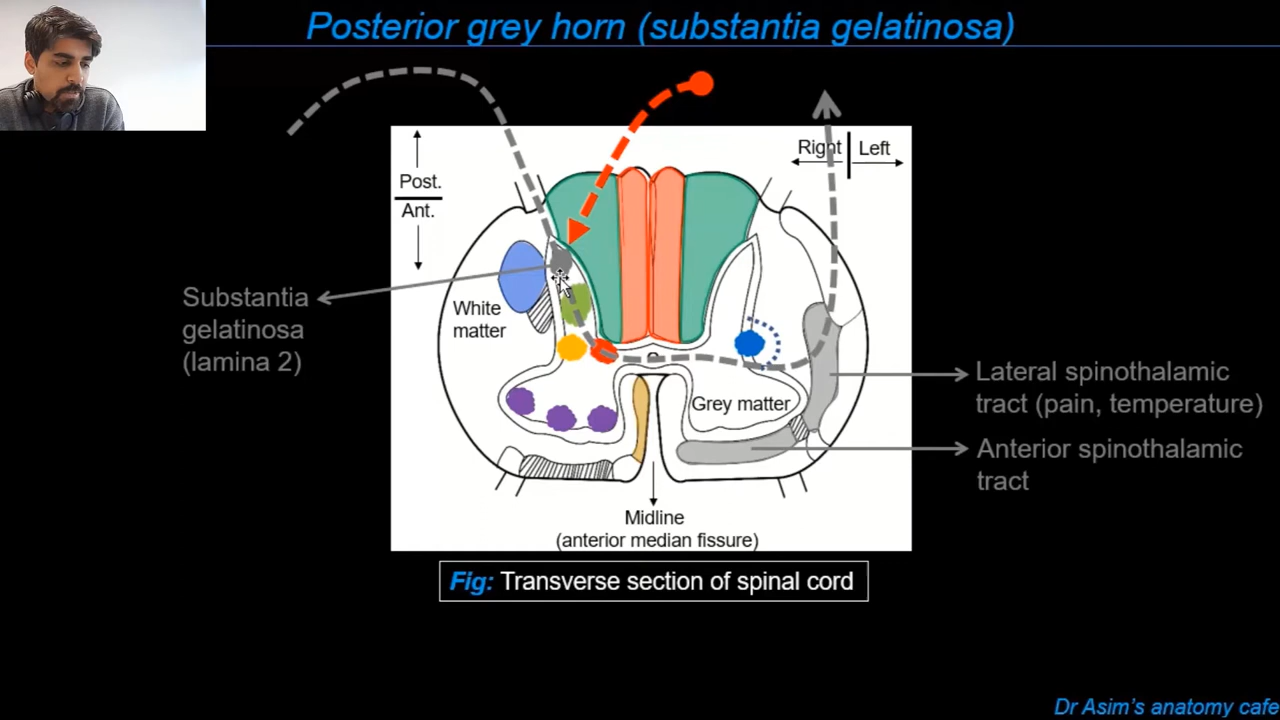 Posterior grey horn (substantia gelatinosa)
Post.
Ant.
Right
Left
Substantia
gelatinosa
(lamina 2)
White
matter
Grey matter
Lateral spinothalamic
tract (pain, temperature)
Anterior spinothalamic
tract
Midline
(anterior median fissure)
Fig: Transverse section of spinal cord
Dr Asim's anatomy cafe